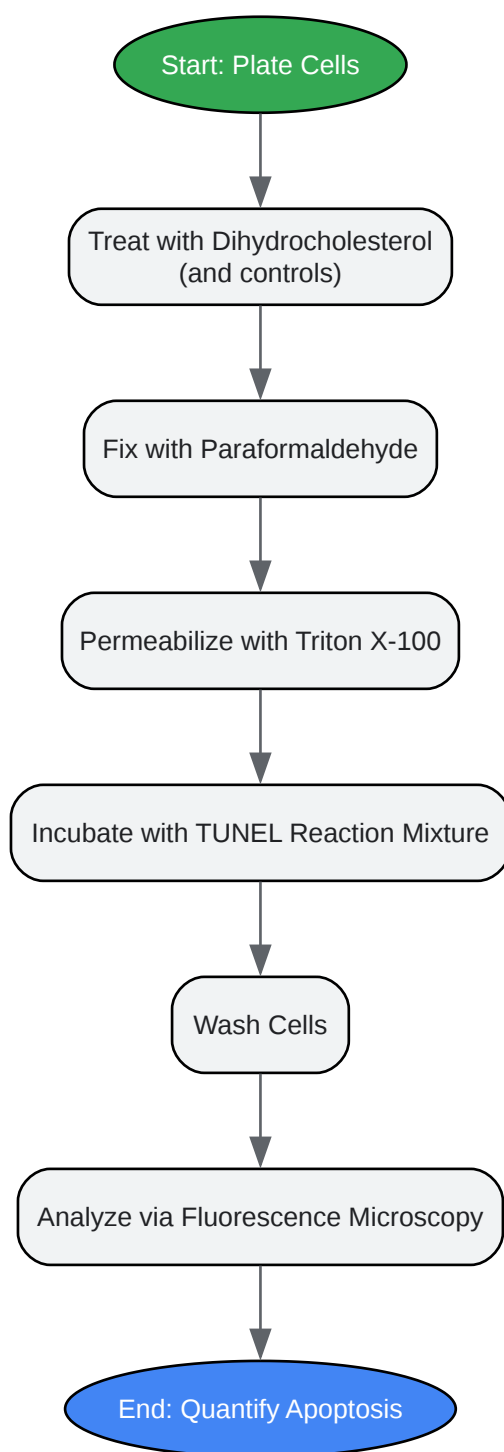 Start: Plate Cells
Treat with Dihydrocholesterol
(and controls)
Fix with Paraformaldehyde
Permeabilize with Triton X-100
Incubate with TUNEL Reaction Mixture
Wash Cells
Analyze via Fluorescence Microscopy
End: Quantify Apoptosis